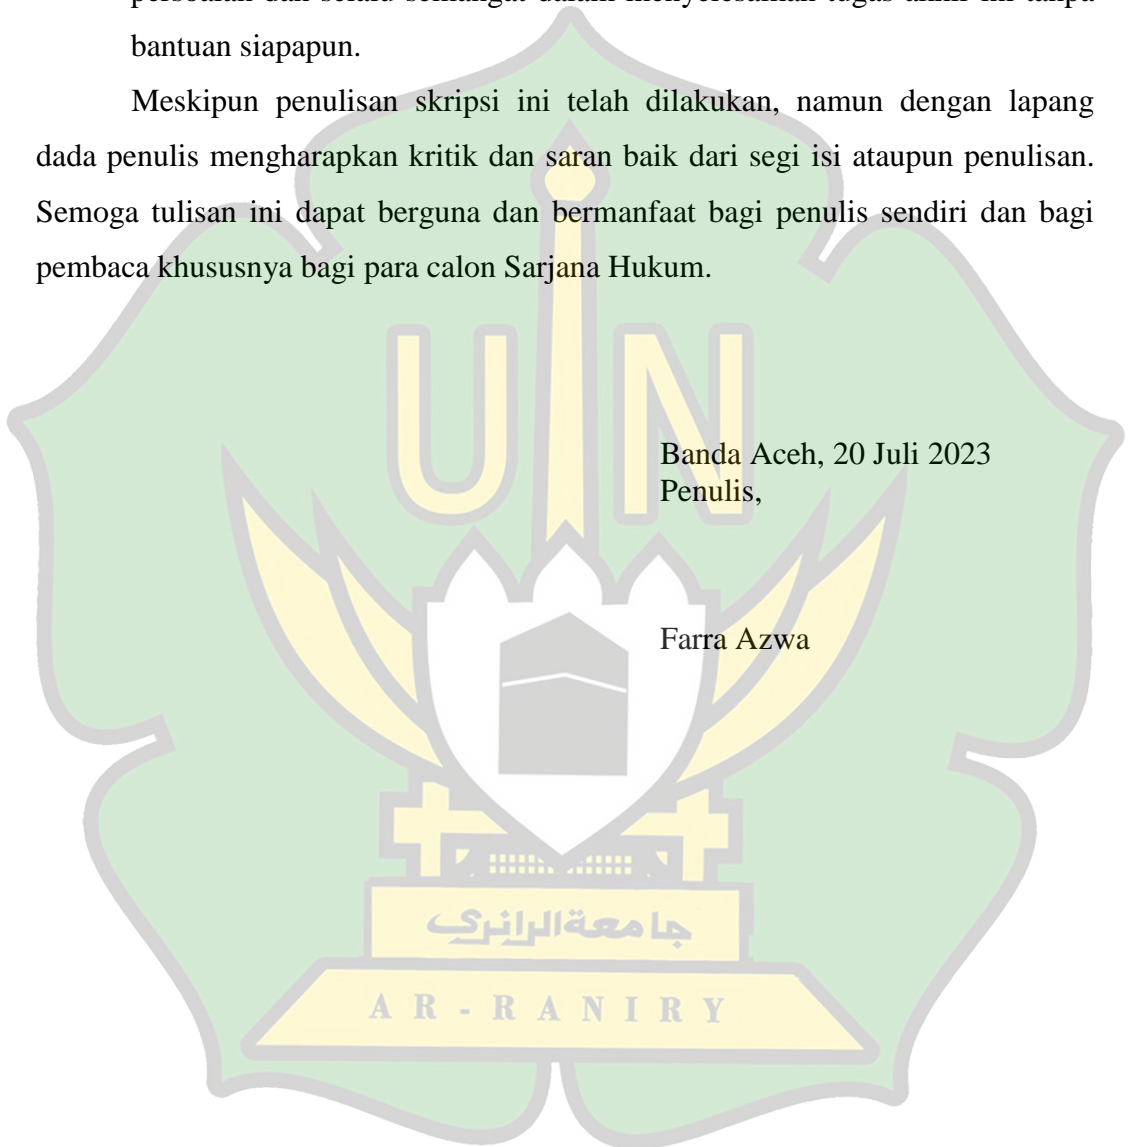 bantuan siapapun.
Meskipun penulisan skripsi ini telah dilakukan, namun dengan lapang
dada penulis mengharapkan kritik dan saran baik dari segi isi ataupun penulisan.
Semoga tulisan ini dapat berguna dan bermanfaat bagi penulis sendiri dan bagi
pembaca khususnya bagi para calon Sarjana Hukum.
UIN
Banda Aceh, 20 Juli 2023
Penulis,
Farra Azwa
جامعة الرانري
AR-RANIRY